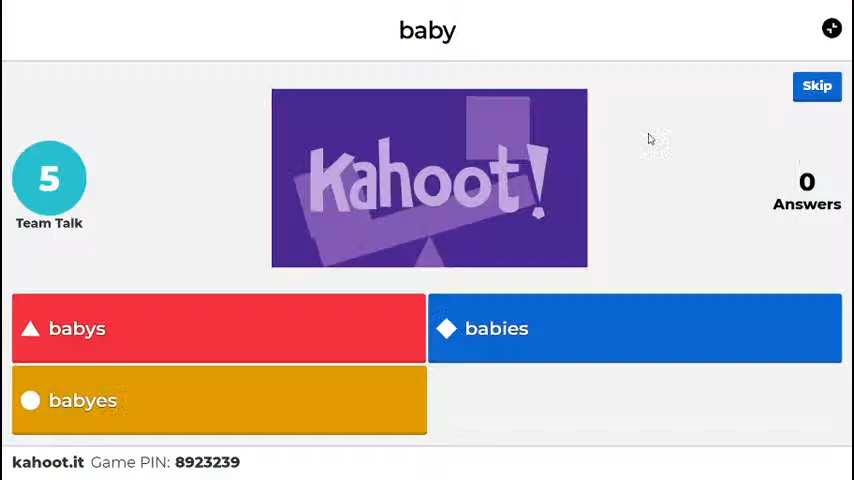 baby
Skip
Kahoot!
5
Team Talk
0
Answers
babys
babies
babyes
kahoot.it Game PIN: 8923239